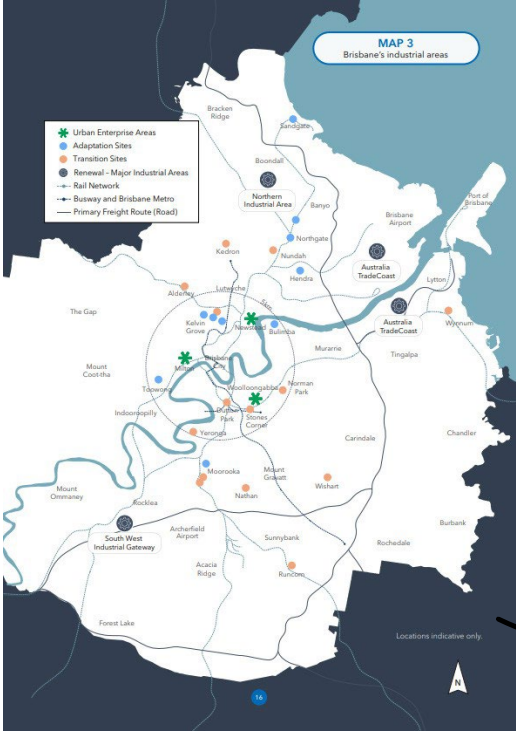 MAP 3
Brisbane's industrial areas
Urban Enterprise Areas
Adaptation Sites
Transition Sites
Renewal - Major Industrial Areas
Rail Network
Busway and Brisbane Metro
Primary Freight Route (Road)
Bracken
Ridge
Sandgate
Boondall
Northern
Industrial Area
Banyo
Port of
Brisbane
Brisbane
Airport
Northgate
Kedron
Nundah
Australia
TradeCoast
Hendra
Lytton
Alderley
Lutwyche
5km
The Gap
Kelvin
Grove
Newstead
Bulimba
Australia
TradeCoast
Wynnum
Murarrie
Tingalpa
Milton
Brisbane
City
Mount
Coot-tha
Toowong
Woolloongabba
Norman
Park
Indooroopilly
Dutton
Park
Stones
Corner
Yeronga
Carindale
Chandler
Moorooka
Mount
Gravatt
Mount
Ommaney
Nathan
Wishart
Rocklea
South West
Industrial Gateway
Archerfield
Airport
Sunnybank
Burbank
Rochedale
Acacia
Ridge
Runcorn
Forest Lake
Locations indicative only.
N
16